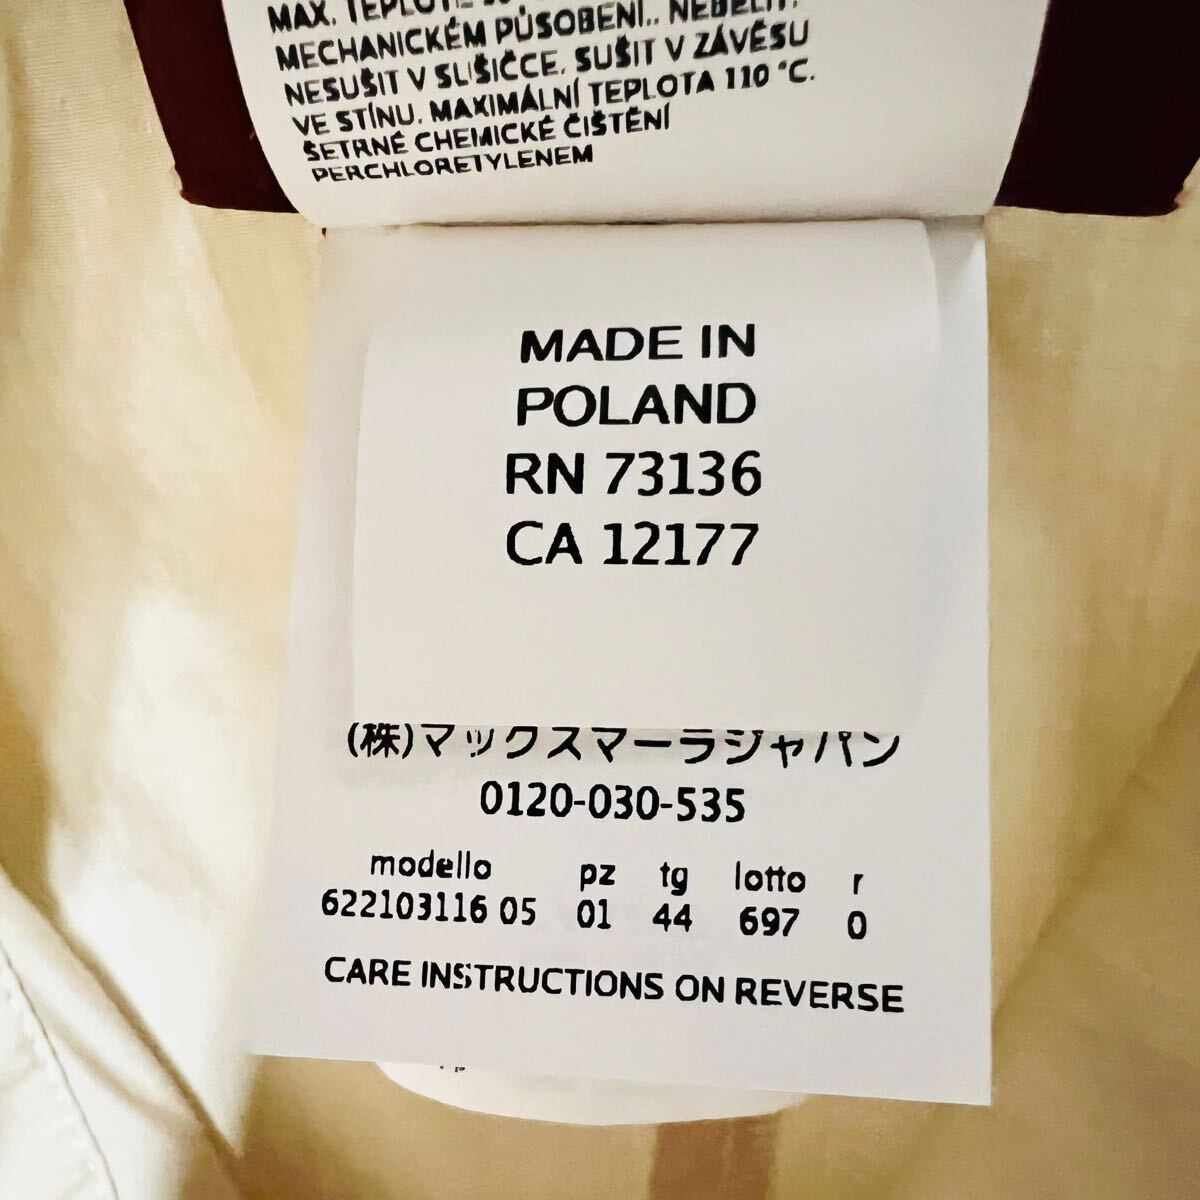 MAX. TEPLOTE
MECHANICKÉM PŮSOBENÍ.. NEBĚLIT.
NESUŠIT V SUŠIČCE. SUŠIT V ZÁVĚSU
VE STÍNU. MAXIMÁLNÍ TEPLOTA 110 °C.
ŠETRNÉ CHEMICKÉ ČIŠTĚNÍ
PERCHLORETYLENEM
MADE IN
POLAND
RN 73136
CA 12177
(株)マックスマーラジャパン
0120-030-535
modello pz tg lotto r
622103116 05 01 44 697 0
CARE INSTRUCTIONS ON REVERSE